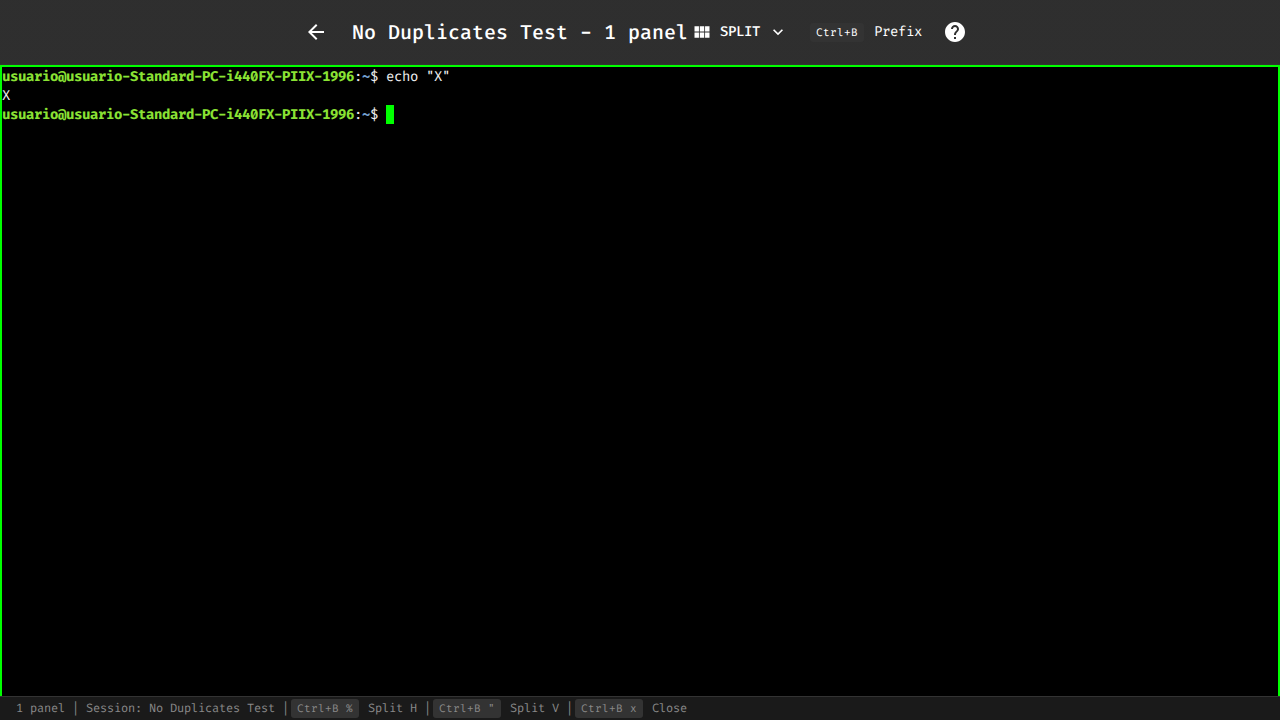 No Duplicates Test - 1 panel SPLIT Ctrl+B Prefix ?
usuario@usuario-Standard-PC-i440FX-PIIX-1996:~$ echo "X"
X
usuario@usuario-Standard-PC-i440FX-PIIX-1996:~$
1 panel | Session: No Duplicates Test | Ctrl+B % Split H | Ctrl+B " Split V | Ctrl+B x Close